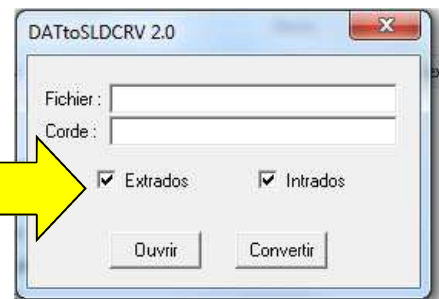 DATtoSLDCRV 2.0
Fichier :
Corde :
Extrados Intrados
Ouvrir Convertir